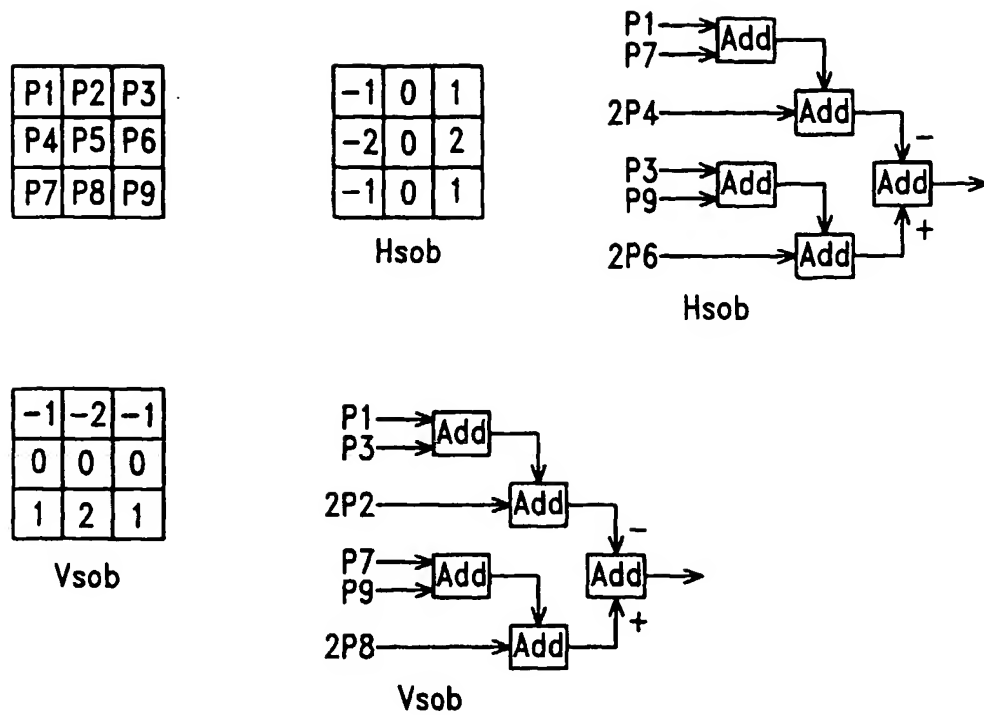 P1 P2 P3
P4 P5 P6
P7 P8 P9
-1 0 1
-2 0 2
-1 0 1
Hsob
P1
P7
Add
2P4
Add
-
P3
P9
Add
Add
+
2P6
Add
Hsob
-1 -2 -1
0 0 0
1 2 1
Vsob
P1
P3
Add
2P2
Add
-
P7
P9
Add
Add
+
2P8
Add
Vsob